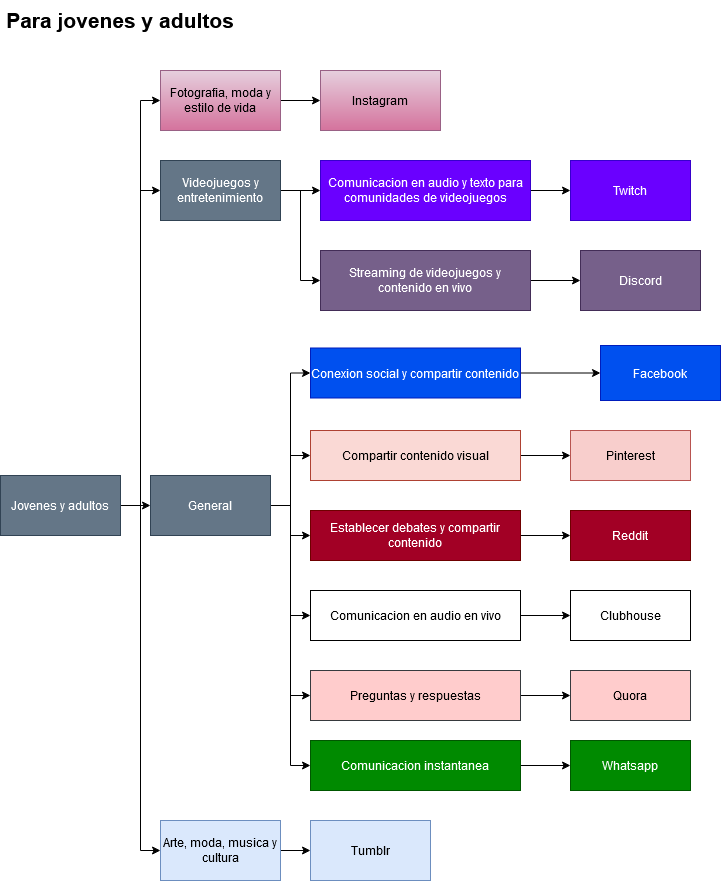 Para jovenes y adultos
Fotografia, moda y
estilo de vida
Instagram
Videojuegos y
entretenimiento
Comunicacion en audio y texto para
comunidades de videojuegos
Twitch
Streaming de videojuegos y
contenido en vivo
Discord
Jovenes y adultos
General
Conexion social y compartir contenido
Facebook
Compartir contenido visual
Pinterest
Establecer debates y compartir
contenido
Reddit
Comunicacion en audio en vivo
Clubhouse
Preguntas y respuestas
Quora
Comunicacion instantanea
Whatsapp
Arte, moda, musica y
cultura
Tumblr